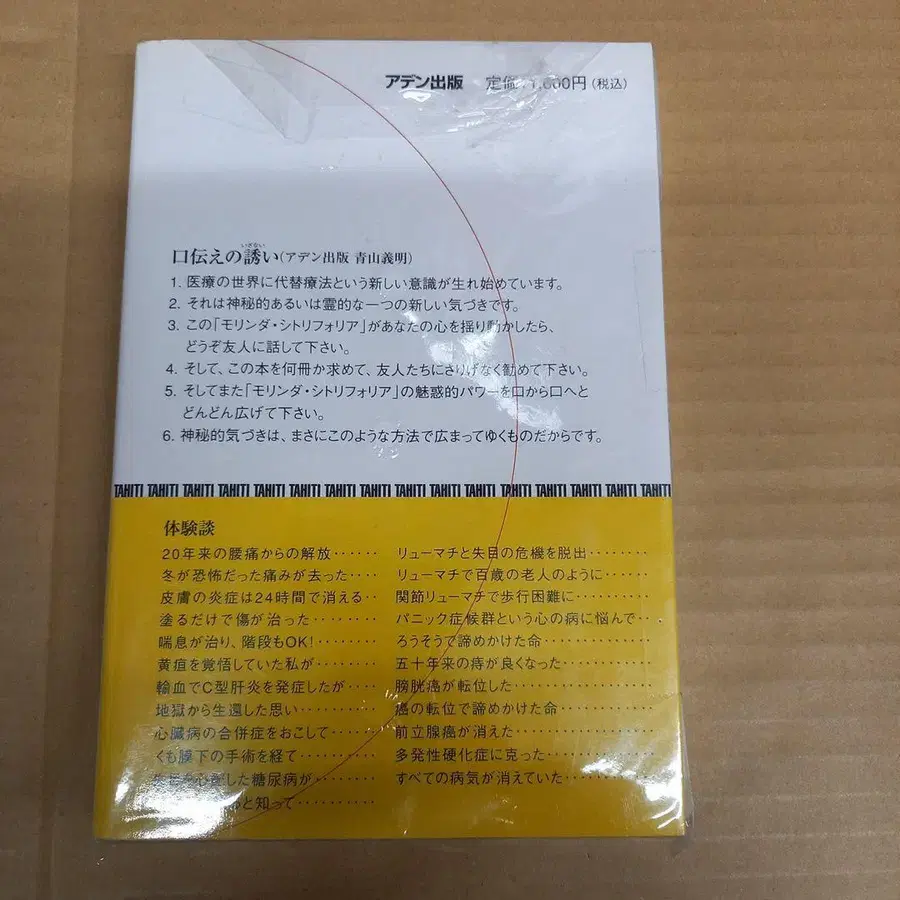 アデン出版 定価 1,600円(税込)
いざない
口伝えの誘い(アデン出版 青山義明)
1. 医療の世界に代替療法という新しい意識が生れ始めています。
2. それは神秘的あるいは霊的な一つの新しい気づきです。
3. この「モリンダ・シトリフォリア」があなたの心を揺り動かしたら、
どうぞ友人に話して下さい。
4. そして、この本を何冊か求めて、友人たちにさりげなく勧めて下さい。
5. そしてまた「モリンダ・シトリフォリア」の魅惑的パワーを口から口へと
どんどん広げて下さい。
6. 神秘的気づきは、まさにこのような方法で広まってゆくものだからです。
TAHITI TAHITI TAHITI TAHITI TAHITI TAHITI TAHITI TAHITI TAHITI TAHITI TAHITI TAHITI TAHITI TAHITI TAHITI TAHITI
体験談
20年来の腰痛からの解放‥‥‥
冬が恐怖だった痛みが去った‥‥
皮膚の炎症は24時間で消える‥
塗るだけで傷が治った‥‥‥‥
喘息が治り、階段もOK!‥‥‥‥
黄疸を覚悟していた私が‥‥‥‥
輸血でC型肝炎を発症したが‥‥
地獄から生還した思い‥‥‥‥‥
心臓病の合併症をおこして‥‥‥
くも膜下の手術を経て‥‥‥‥‥
した糖尿病が‥‥‥‥
と知って‥‥‥‥‥
リューマチと失目の危機を脱出‥‥‥‥
リューマチで百歳の老人のように‥‥‥
関節リューマチで歩行困難に‥‥‥‥‥
パニック症候群という心の病に悩んで‥
ろうそうで諦めかけた命‥‥‥‥‥‥‥
五十年来の痔が良くなった‥‥‥‥‥‥
膀胱癌が転位した‥‥‥‥‥‥‥‥‥
癌の転位で諦めかけた命‥‥‥‥‥‥
前立腺癌が消えた‥‥‥‥‥‥‥‥‥
多発性硬化症に克った‥‥‥‥‥‥‥
すべての病気が消えていた‥‥‥‥‥